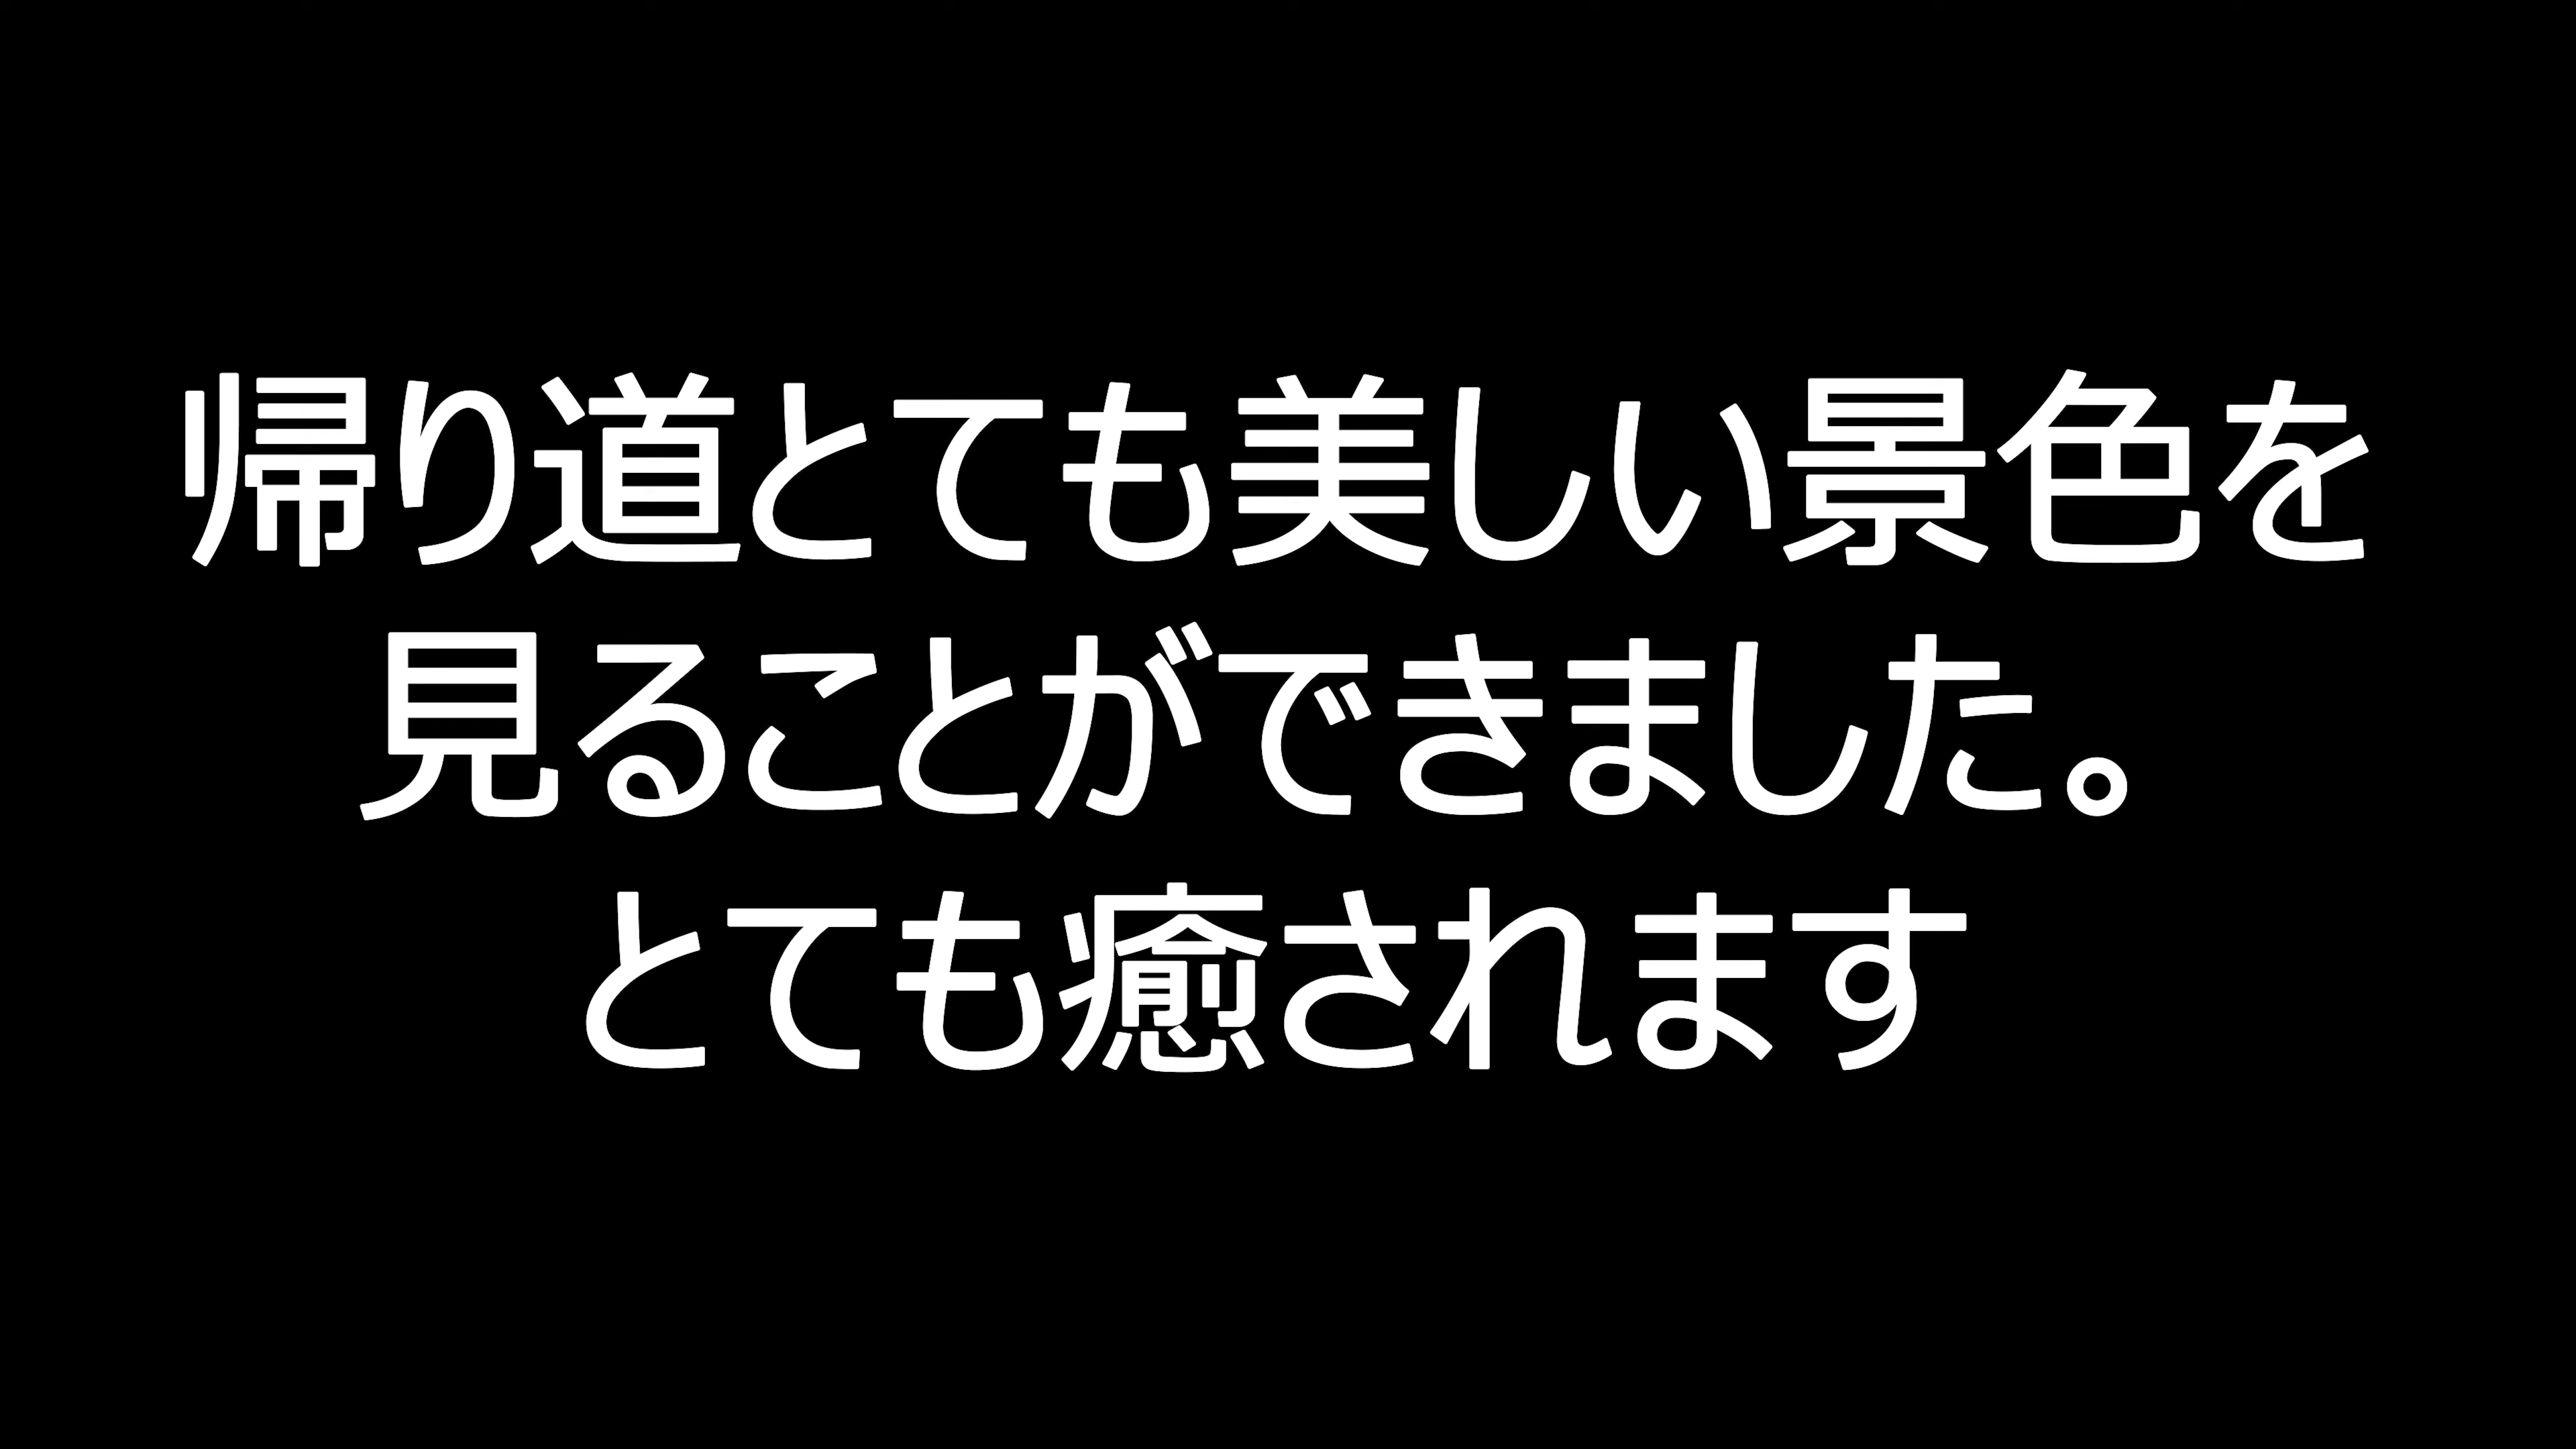 帰り道とても美しい景色を
見ることができました。
とても癒されます